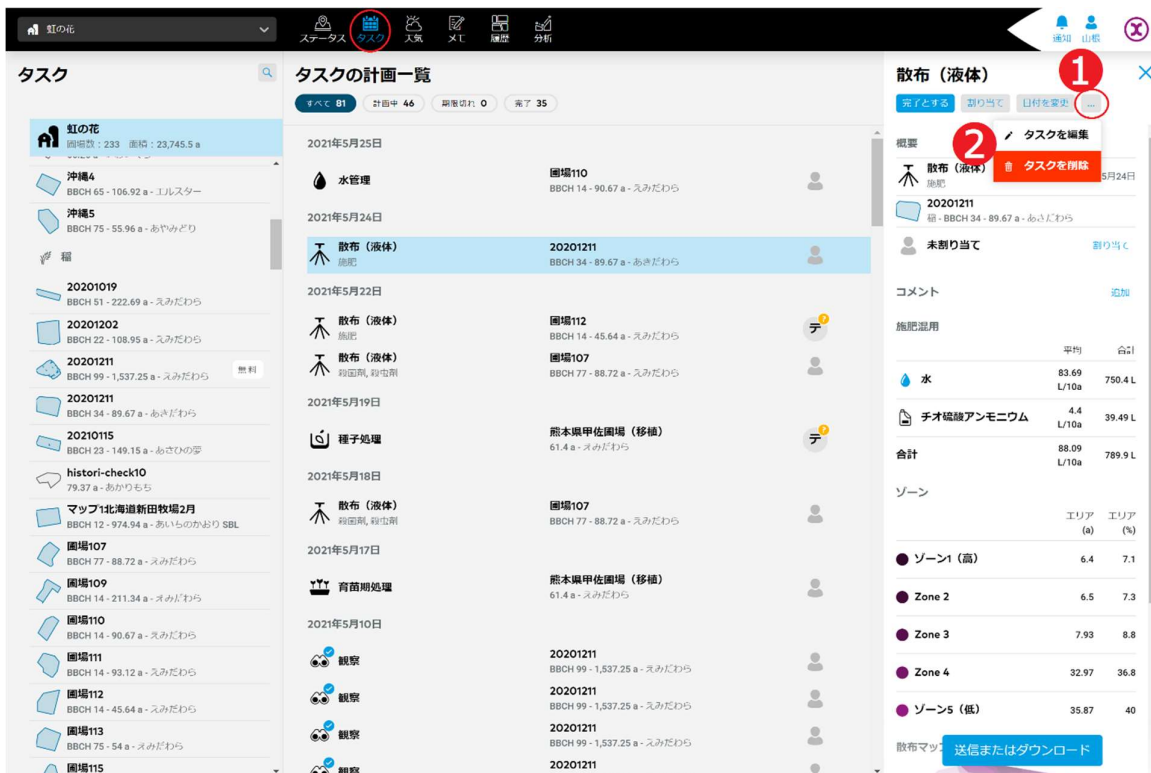 虹の花
ステータス タスク 天気 メモ 履歴 分析
通知 山根
タスク
虹の花
圃場数：233 面積：23,745.5 a
沖縄4
BBCH 65 - 106.92 a - エルスター
沖縄5
BBCH 75 - 55.96 a - あやみどり
稲
20201019
BBCH 51 - 222.69 a - えみだわら
20201202
BBCH 22 - 108.95 a - えみだわら
20201211
BBCH 99 - 1,537.25 a - えみだわら
無料
20201211
BBCH 34 - 89.67 a - あきだわら
20210115
BBCH 23 - 149.15 a - あさひの夢
histori-check10
79.37 a - あかりもち
マップ1北海道新田牧場2月
BBCH 12 - 974.94 a - あいちのかおり SBL
圃場107
BBCH 77 - 88.72 a - えみだわら
圃場109
BBCH 14 - 211.34 a - えみだわら
圃場110
BBCH 14 - 90.67 a - えみだわら
圃場111
BBCH 14 - 93.12 a - えみだわら
圃場112
BBCH 14 - 45.64 a - えみだわら
圃場113
BBCH 75 - 54 a - えみだわら
圃場115
タスクの計画一覧
すべて 81 計画中 46 期限切れ 0 完了 35
2021年5月25日
水管理
圃場110
BBCH 14 - 90.67 a - えみだわら
2021年5月24日
散布（液体）
施肥
20201211
BBCH 34 - 89.67 a - あきだわら
2021年5月22日
散布（液体）
施肥
圃場112
BBCH 14 - 45.64 a - えみだわら
テ
?
散布（液体）
殺菌剤, 殺虫剤
圃場107
BBCH 77 - 88.72 a - えみだわら
2021年5月19日
種子処理
熊本県甲佐圃場（移植）
61.4 a - えみだわら
テ
?
2021年5月18日
散布（液体）
殺菌剤, 殺虫剤
圃場107
BBCH 77 - 88.72 a - えみだわら
2021年5月17日
育苗期処理
熊本県甲佐圃場（移植）
61.4 a - えみだわら
2021年5月10日
観察
20201211
BBCH 99 - 1,537.25 a - えみだわら
観察
20201211
BBCH 99 - 1,537.25 a - えみだわら
観察
20201211
BBCH 99 - 1,537.25 a - えみだわら
観察
20201211
散布（液体）
1
完了とする 割り当て 日付を変更 ...
2
タスクを編集
タスクを削除
概要
散布（液体）
施肥
5月24日
20201211
稲 - BBCH 34 - 89.67 a - あきだわら
未割り当て
割り当て
コメント
追加
施肥混用
平均 合計
水 83.69 L/10a 750.4 L
チオ硫酸アンモニウム 4.4 L/10a 39.49 L
合計 88.09 L/10a 789.9 L
ゾーン
エリア (a) エリア (%)
ゾーン1（高） 6.4 7.1
Zone 2 6.5 7.3
Zone 3 7.93 8.8
Zone 4 32.97 36.8
ゾーン5（低） 35.87 40
散布マップ
送信またはダウンロード